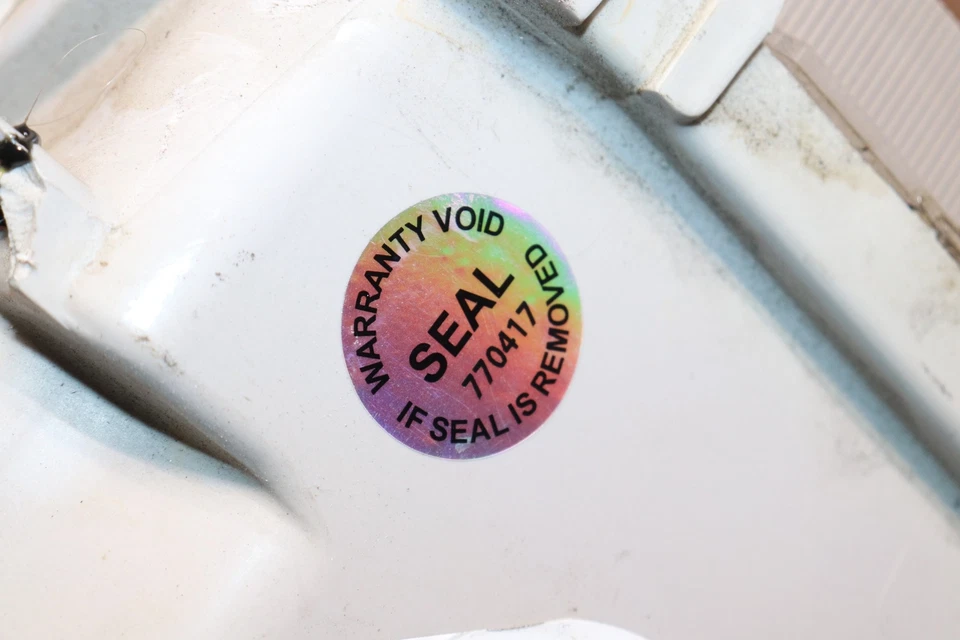 WARRANTY VOID
SEAL
770417
IF SEAL IS REMOVED